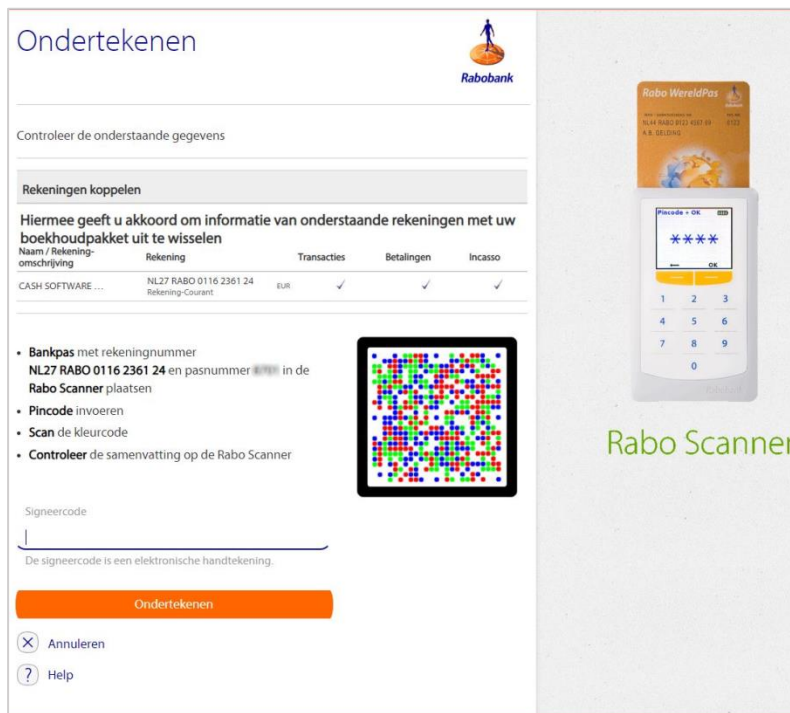 Ondertekenen
Rabobank
Controleer de onderstaande gegevens
Rekeningen koppelen
Hiermee geeft u akkoord om informatie van onderstaande rekeningen met uw
boekhoudpakket uit te wisselen
Naam / Rekening-
omschrijving Rekening Transacties Betalingen Incasso
CASH SOFTWARE ... NL27 RABO 0116 2361 24 EUR ✓ ✓ ✓
Rekening-Courant
• Bankpas met rekeningnummer
NL27 RABO 0116 2361 24 en pasnummer in de
Rabo Scanner plaatsen
• Pincode invoeren
• Scan de kleurcode
• Controleer de samenvatting op de Rabo Scanner
Signeercode
De signeercode is een elektronische handtekening.
Ondertekenen
Annuleren
? Help
Rabo WereldPas
A.B. GELDING
Pincode + OK
****
← OK
1 2 3
4 5 6
7 8 9
0
Rabobank
Rabo Scanner